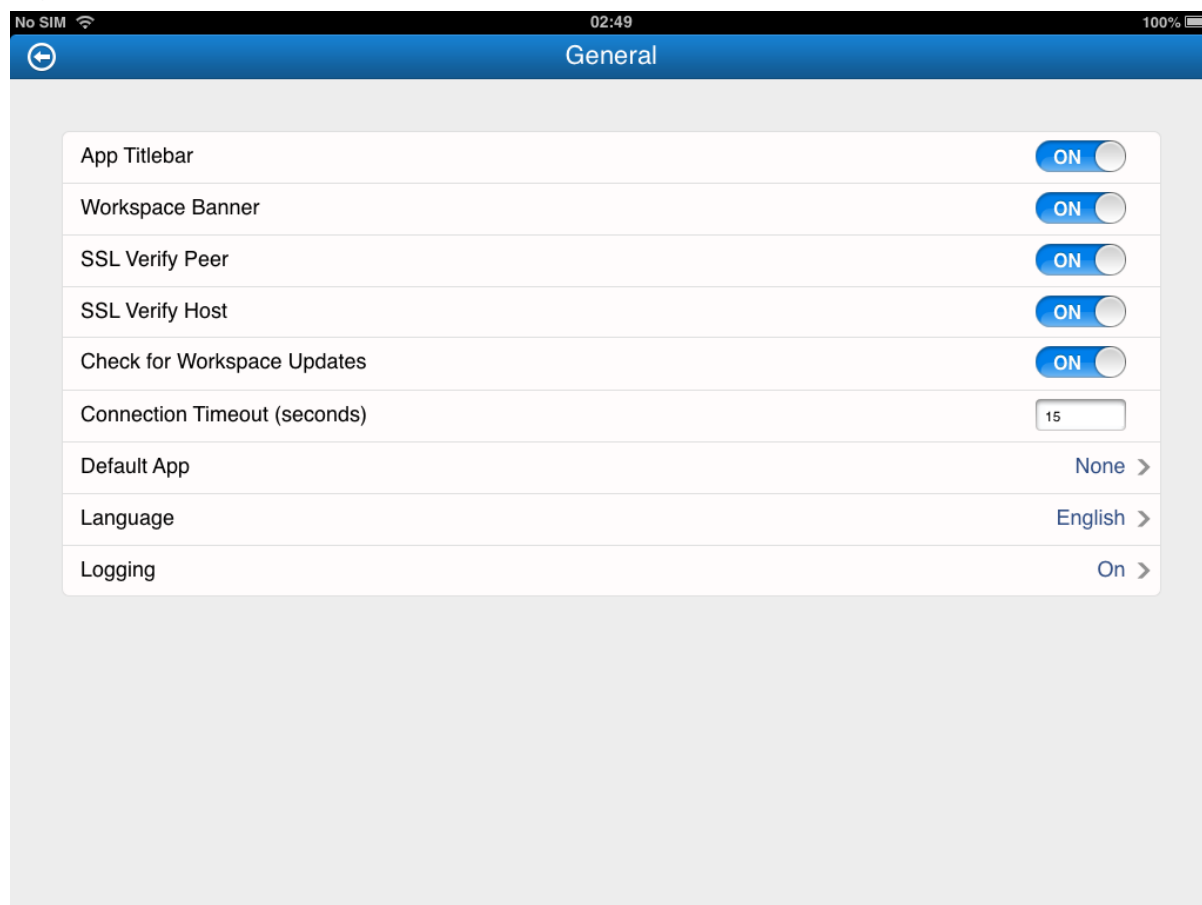 No SIM 02:49 100%
General
App Titlebar ON
Workspace Banner ON
SSL Verify Peer ON
SSL Verify Host ON
Check for Workspace Updates ON
Connection Timeout (seconds) 15
Default App None
Language English
Logging On